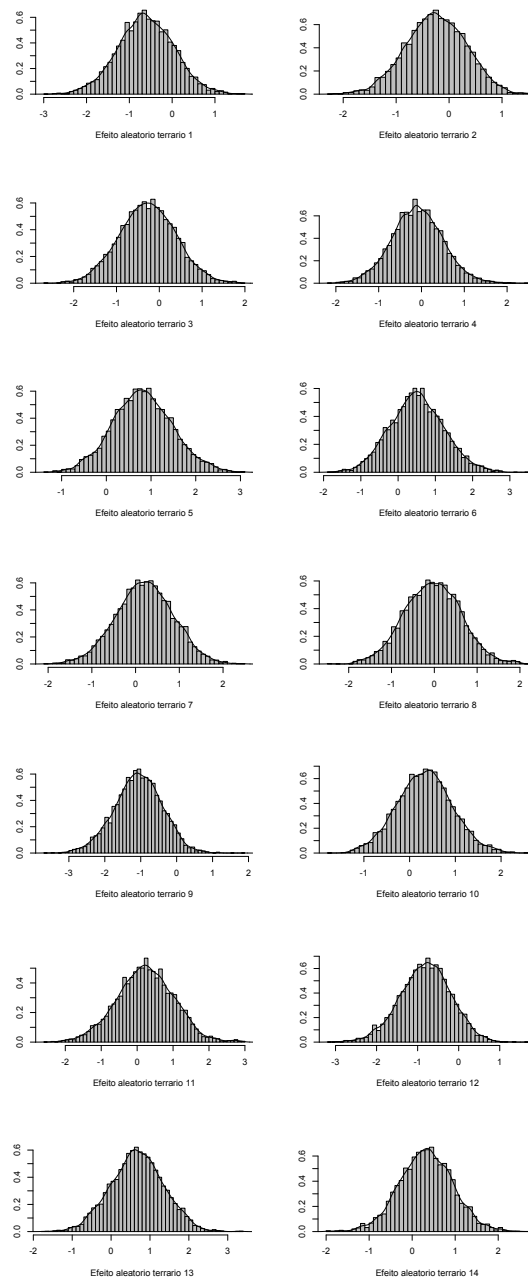 0.0 0.2 0.4 0.6
-3 -2 -1 0 1
Efeito aleatorio terrario 1
0.0 0.2 0.4 0.6
-2 -1 0 1
Efeito aleatorio terrario 2
0.0 0.2 0.4 0.6
-2 -1 0 1 2
Efeito aleatorio terrario 3
0.0 0.2 0.4 0.6
-2 -1 0 1 2
Efeito aleatorio terrario 4
0.0 0.2 0.4 0.6
-1 0 1 2 3
Efeito aleatorio terrario 5
0.0 0.2 0.4 0.6
-2 -1 0 1 2 3
Efeito aleatorio terrario 6
0.0 0.2 0.4 0.6
-2 -1 0 1 2
Efeito aleatorio terrario 7
0.0 0.2 0.4 0.6
-2 -1 0 1 2
Efeito aleatorio terrario 8
0.0 0.2 0.4 0.6
-3 -2 -1 0 1 2
Efeito aleatorio terrario 9
0.0 0.2 0.4 0.6
-1 0 1 2
Efeito aleatorio terrario 10
0.0 0.2 0.4
-2 -1 0 1 2 3
Efeito aleatorio terrario 11
0.0 0.2 0.4 0.6
-3 -2 -1 0 1
Efeito aleatorio terrario 12
0.0 0.2 0.4 0.6
-2 -1 0 1 2 3
Efeito aleatorio terrario 13
0.0 0.2 0.4 0.6
-2 -1 0 1 2
Efeito aleatorio terrario 14